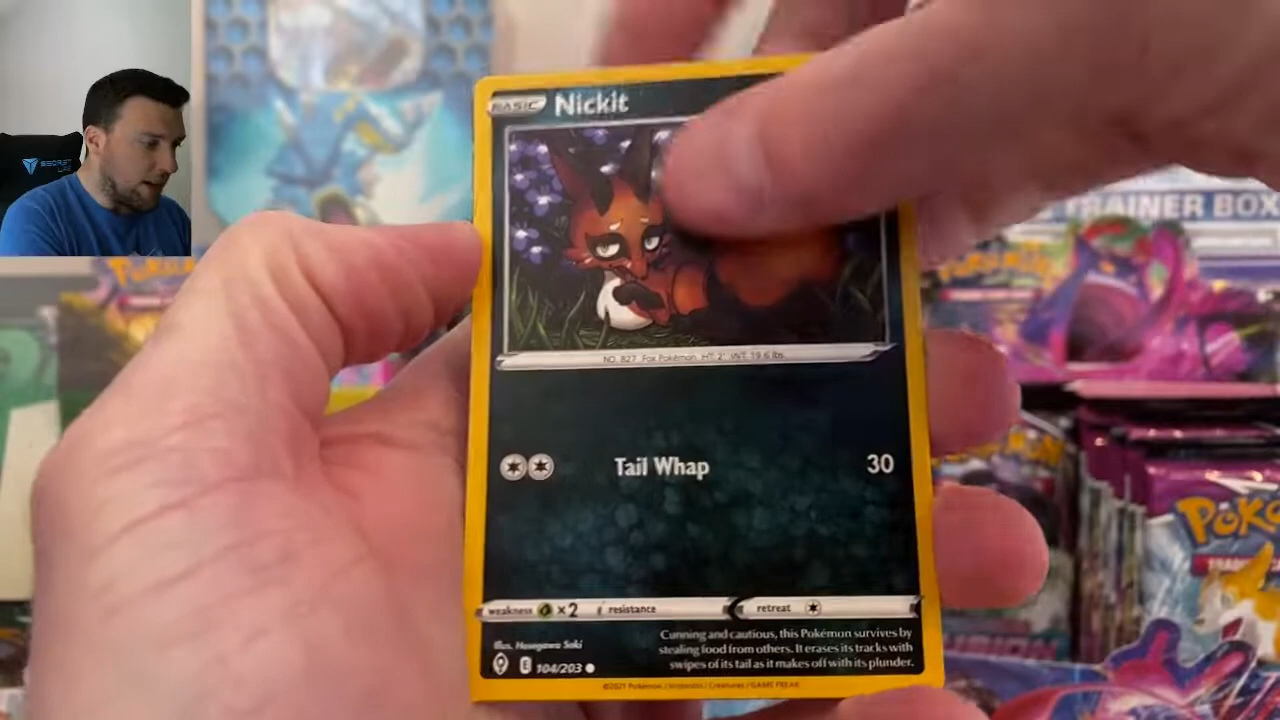 BASIC Nickit
NO. 827 Fox Pokémon HT: 2' WT: 19.6 lbs.
Tail Whap 30
weakness ×2 resistance retreat
Illus. Hasegawa Saki
Cunning and cautious, this Pokémon survives by
stealing food from others. It erases its tracks with
swipes of its tail as it makes off with its plunder.
E 104/203
©2021 Pokémon / Nintendo / Creatures / GAME FREAK
SECRET
TRAINER BOX